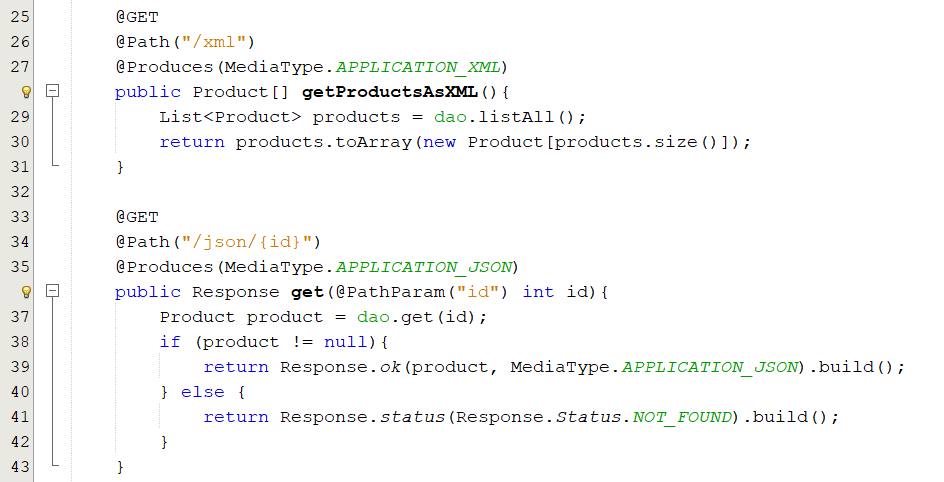 25 @GET
26 @Path("/xml")
27 @Produces(MediaType.APPLICATION_XML)
public Product[] getProductsAsXML(){
29 List<Product> products = dao.listAll();
30 return products.toArray(new Product[products.size()]);
31 }
32
33 @GET
34 @Path("/json/{id}")
35 @Produces(MediaType.APPLICATION_JSON)
public Response get(@PathParam("id") int id){
37 Product product = dao.get(id);
38 if (product != null){
39 return Response.ok(product, MediaType.APPLICATION_JSON).build();
40 } else {
41 return Response.status(Response.Status.NOT_FOUND).build();
42 }
43 }